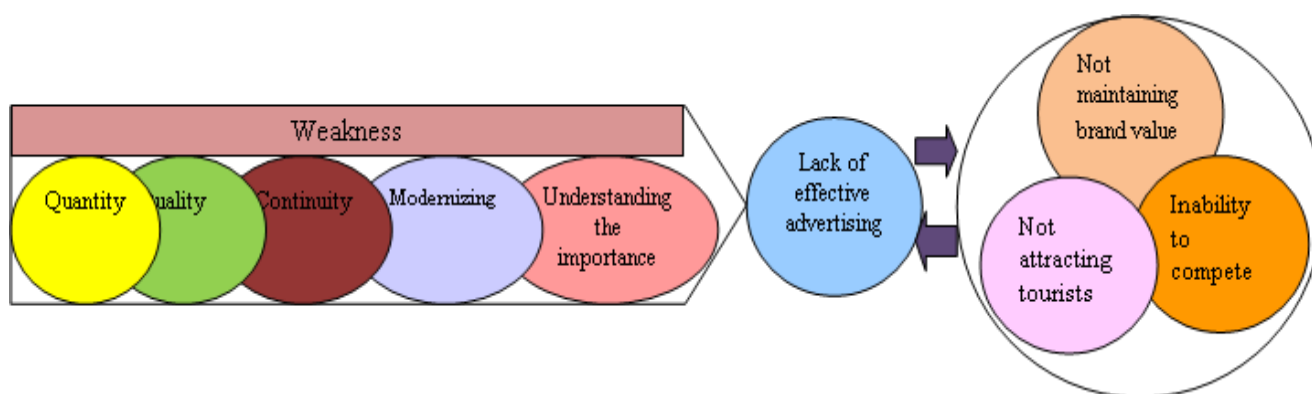 Weakness
Quantity
uality
Continuity
Modernizing
Understanding
the
importance
Lack of
effective
advertising
Not
maintaining
brand value
Not
attracting
tourists
Inability
to
compete